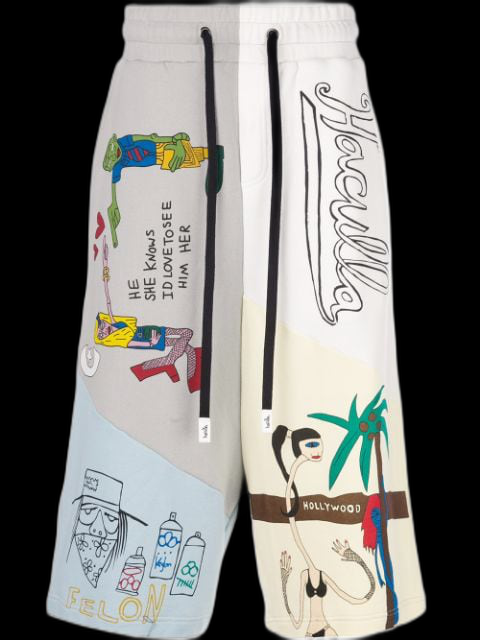 Haculla
HE
SHE KNOWS
ID LOVE TO SEE
HIM HER
HOLLYWOOD
FELON